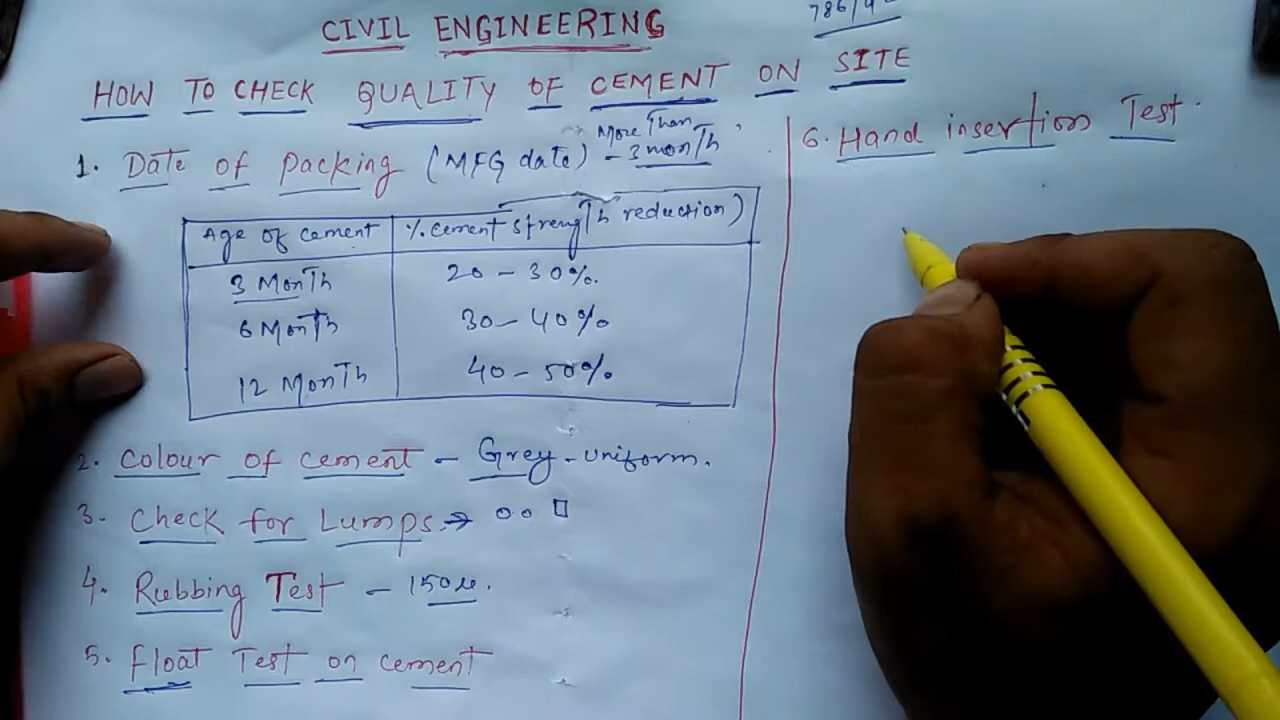 786/
CIVIL ENGINEERING
HOW TO CHECK QUALITY OF CEMENT ON SITE
1. Date of packing (MFG date) - More Than 3 month
Age of cement % cement strength reduction)
3 MonTh 20 - 30%.
6 MonTh 30 - 40%
12 MonTh 40 - 50%
2. Colour of cement - Grey - uniform.
3. Check for Lumps →
4. Rubbing Test - 150 µ.
5. Float Test on cement
6. Hand insertion Test.